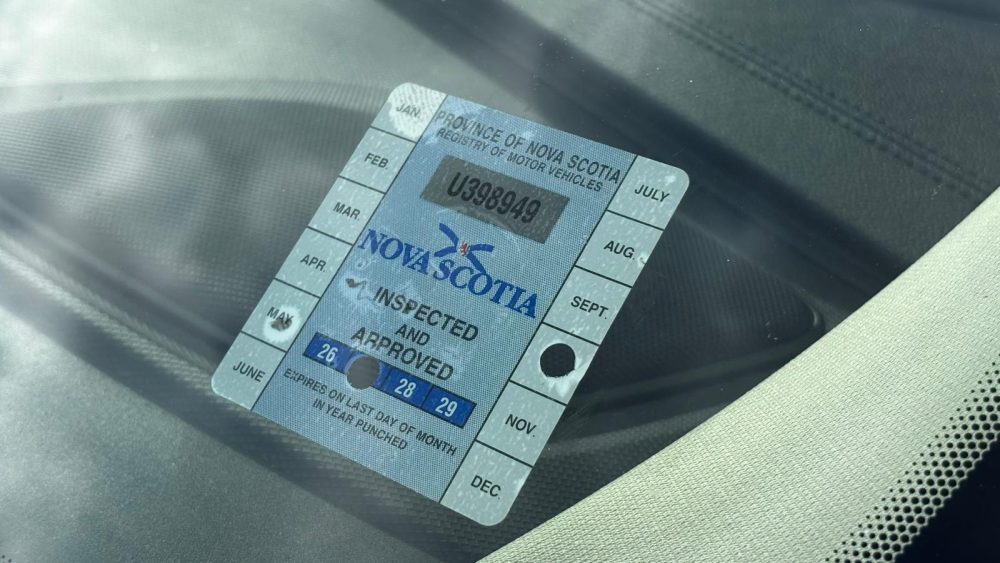 PROVINCE OF NOVA SCOTIA
REGISTRY OF MOTOR VEHICLES
U398949
NOVA SCOTIA
INSPECTED
AND
APPROVED
26 28 29
EXPIRES ON LAST DAY OF MONTH
IN YEAR PUNCHED
JAN.
FEB.
MAR.
APR.
MAY
JUNE
JULY
AUG.
SEPT.
NOV.
DEC.